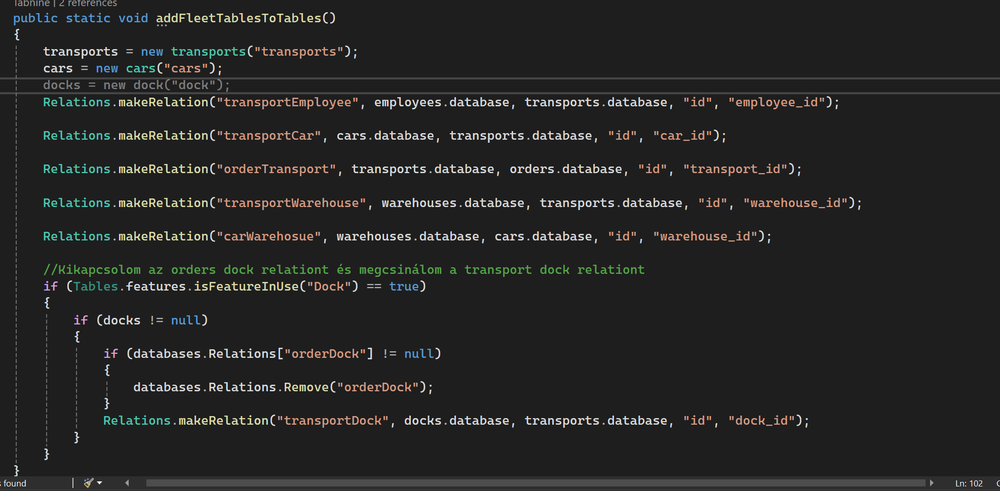 Tabnine | 2 references
public static void addFleetTablesToTables()
{
transports = new transports("transports");
cars = new cars("cars");
docks = new dock("dock");
Relations.makeRelation("transportEmployee", employees.database, transports.database, "id", "employee_id");
Relations.makeRelation("transportCar", cars.database, transports.database, "id", "car_id");
Relations.makeRelation("orderTransport", transports.database, orders.database, "id", "transport_id");
Relations.makeRelation("transportWarehouse", warehouses.database, transports.database, "id", "warehouse_id");
Relations.makeRelation("carWarehosue", warehouses.database, cars.database, "id", "warehouse_id");
//Kikapcsolom az orders dock relationt és megcsinálom a transport dock relationt
if (Tables.features.isFeatureInUse("Dock") == true)
{
if (docks != null)
{
if (databases.Relations["orderDock"] != null)
{
databases.Relations.Remove("orderDock");
}
Relations.makeRelation("transportDock", docks.database, transports.database, "id", "dock_id");
}
}
}
found Ln: 102